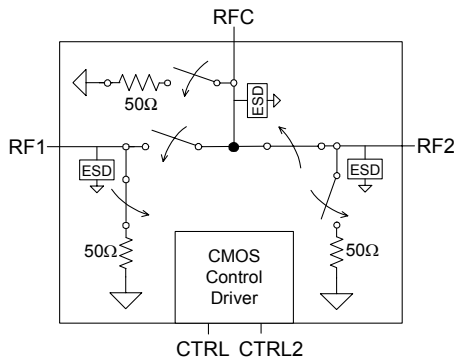 RFC
50Ω
ESD
RF1
RF2
ESD
ESD
50Ω
50Ω
CMOS
Control
Driver
CTRL CTRL2